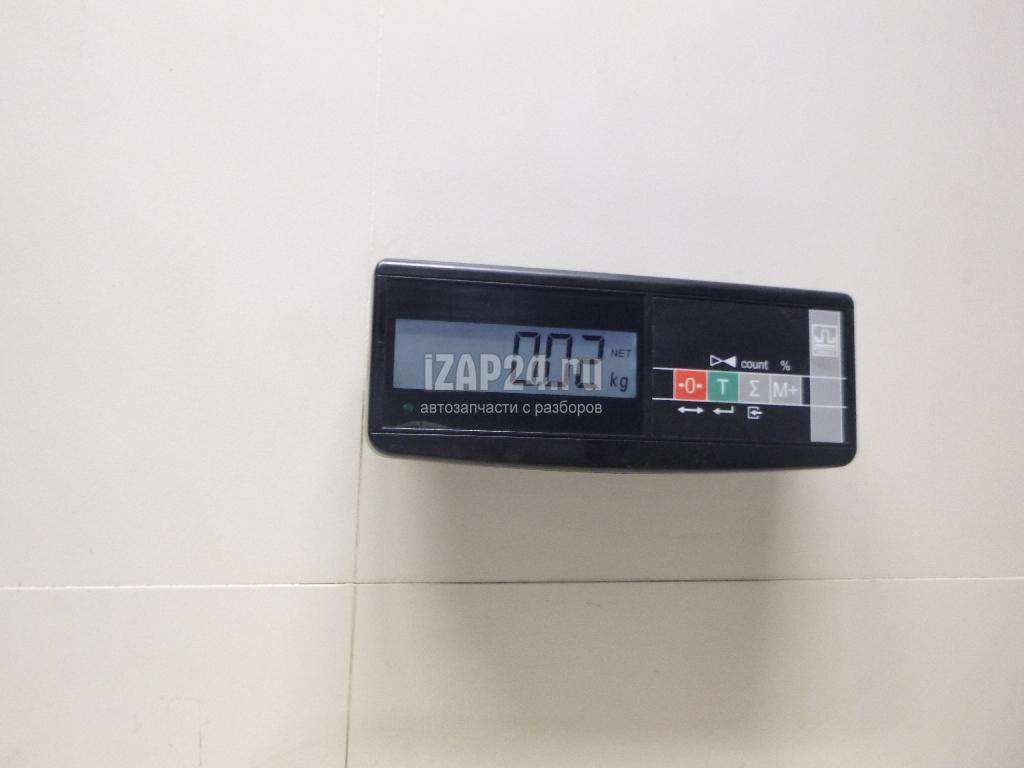 0.02 NET
iZAP24.ru
kg
автозапчасти с разборов
count %
→0← T Σ M+